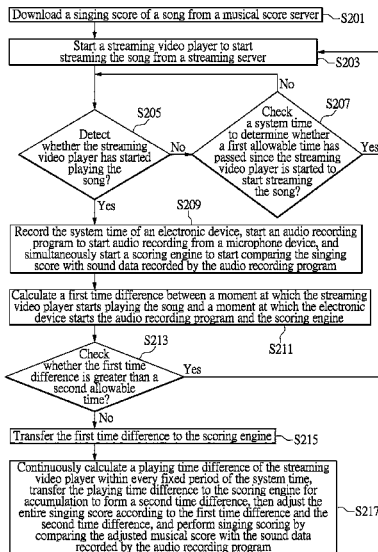 Download a singing score of a song from a musical score server
S201
Start a streaming video player to start
streaming the song from a streaming server
S203
No
S205
S207
Check
a system time
to determine whether
a first allowable time has
passed since the streaming
video player is started to
start streaming
the song?
Yes
Detect
whether the streaming
video player has started
playing the
song?
No
Yes
S209
Record the system time of an electronic device, start an audio recording
program to start audio recording from a microphone device, and
simultaneously start a scoring engine to start comparing the singing
score with sound data recorded by the audio recording program
Calculate a first time difference between a moment at which the streaming
video player starts playing the song and a moment at which the electronic
device starts the audio recording program and the scoring engine
S211
S213
Check
whether the first time
difference is greater than a
second allowable
time?
Yes
No
Transfer the first time difference to the scoring engine
S215
Continuously calculate a playing time difference of the streaming
video player within every fixed period of the system time,
transfer the playing time difference to the scoring engine for
accumulation to form a second time difference, then adjust the
entire singing score according to the first time difference and the
second time difference, and perform singing scoring by
comparing the adjusted musical score with the sound data
recorded by the audio recording program
S217